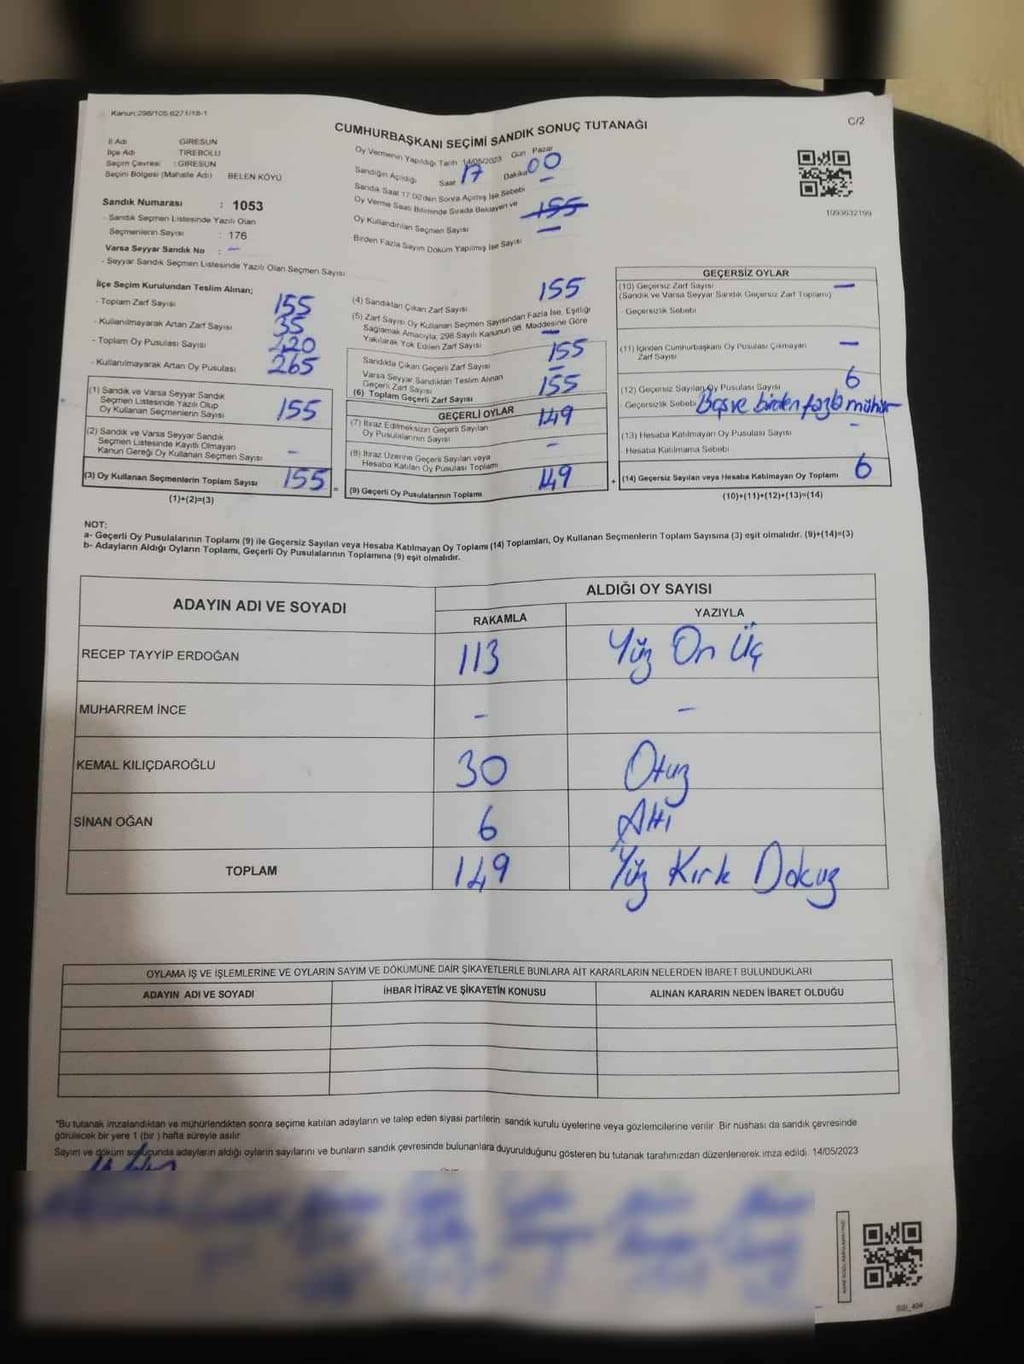 Kanun:298/105;6271/18-1
C/2
CUMHURBAŞKANI SEÇİMİ SANDIK SONUÇ TUTANAĞI
İl Adı : GİRESUN
İlçe Adı : TİREBOLU
Seçim Çevresi : GİRESUN
Seçim Bölgesi (Mahalle Adı) BELEN KÖYÜ
Sandık Numarası : 1053
- Sandık Seçmen Listesinde Yazılı Olan
Seçmenlerin Sayısı : 176
Varsa Seyyar Sandık No : -
- Seyyar Sandık Seçmen Listesinde Yazılı Olan Seçmen Sayısı:
Oy Vermenin Yapıldığı Tarih 14/05/2023 Gün Pazar
Sandığın Açıldığı Saat 17 Dakika 00
Sandık Saat 17.00'den Sonra Açılmış İse Sebebi -
Oy Verme Saati Bitiminde Sırada Bekleyen ve
Oy Kullandırılan Seçmen Sayısı 155
Birden Fazla Sayım Döküm Yapılmış İse Sayısı -
1093632199
İlçe Seçim Kurulundan Teslim Alınan;
- Toplam Zarf Sayısı 155
- Kullanılmayarak Artan Zarf Sayısı 35
- Toplam Oy Pusulası Sayısı
- Kullanılmayarak Artan Oy Pusulası 265
(1) Sandık ve Varsa Seyyar Sandık
Seçmen Listesinde Yazılı Olup
Oy Kullanan Seçmenlerin Sayısı 155
(2) Sandık ve Varsa Seyyar Sandık
Seçmen Listesinde Kayıtlı Olmayan
Kanun Gereği Oy Kullanan Seçmen Sayısı -
(3) Oy Kullanan Seçmenlerin Toplam Sayısı 155 =
(1)+(2)=(3)
(4) Sandıktan Çıkan Zarf Sayısı 155
(5) Zarf Sayısı Oy Kullanan Seçmen Sayısından Fazla İse, Eşitliği
Sağlamak Amacıyla, 298 Sayılı Kanunun 98. Maddesine Göre
Yakılarak Yok Edilen Zarf Sayısı -
Sandıkta Çıkan Geçerli Zarf Sayısı 155
Varsa Seyyar Sandıktan Teslim Alınan
Geçerli Zarf Sayısı -
(6) Toplam Geçerli Zarf Sayısı 155
GEÇERLİ OYLAR
(7) İtiraz Edilmeksizin Geçerli Sayılan
Oy Pusulalarının Sayısı 149
(8) İtiraz Üzerine Geçerli Sayılan veya
Hesaba Katılan Oy Pusulası Toplamı -
(9) Geçerli Oy Pusulalarının Toplamı 149 +
GEÇERSİZ OYLAR
(10) Geçersiz Zarf Sayısı -
(Sandık ve Varsa Seyyar Sandık Geçersiz Zarf Toplamı)
Geçersizlik Sebebi
(11) İçinden Cumhurbaşkanı Oy Pusulası Çıkmayan
Zarf Sayısı -
(12) Geçersiz Sayılan Oy Pusulası Sayısı 6
Geçersizlik Sebebi Boş ve birden fazla mühür
(13) Hesaba Katılmayan Oy Pusulası Sayısı -
Hesaba Katılmama Sebebi
(14) Geçersiz Sayılan veya Hesaba Katılmayan Oy Toplamı 6
(10)+(11)+(12)+(13)=(14)
NOT:
a- Geçerli Oy Pusulalarının Toplamı (9) ile Geçersiz Sayılan veya Hesaba Katılmayan Oy Toplamı (14) Toplamları, Oy Kullanan Seçmenlerin Toplam Sayısına (3) eşit olmalıdır. (9)+(14)=(3)
b- Adayların Aldığı Oyların Toplamı, Geçerli Oy Pusulalarının Toplamına (9) eşit olmalıdır.
ADAYIN ADI VE SOYADI
ALDIĞI OY SAYISI
RAKAMLA YAZIYLA
RECEP TAYYİP ERDOĞAN 113 Yüz On Üç
MUHARREM İNCE - -
KEMAL KILIÇDAROĞLU 30 Otuz
SİNAN OĞAN 6 Altı
TOPLAM 149 Yüz Kırk Dokuz
OYLAMA İŞ VE İŞLEMLERİNE VE OYLARIN SAYIM VE DÖKÜMÜNE DAİR ŞİKAYETLERLE BUNLARA AİT KARARLARIN NELERDEN İBARET BULUNDUKLARI
ADAYIN ADI VE SOYADI İHBAR İTİRAZ VE ŞİKAYETİN KONUSU ALINAN KARARIN NEDEN İBARET OLDUĞU
*Bu tutanak imzalandıktan ve mühürlendikten sonra seçime katılan adayların ve talep eden siyasi partilerin sandık kurulu üyelerine veya gözlemcilerine verilir. Bir nüshası da sandık çevresinde
görülecek bir yere 1 (bir) hafta süreyle asılır.
Sayım ve döküm sonucunda adayların aldığı oyların sayılarını ve bunların sandık çevresinde bulunanlara duyurulduğunu gösteren bu tutanak tarafımızdan düzenlenerek imza edildi. 14/05/2023